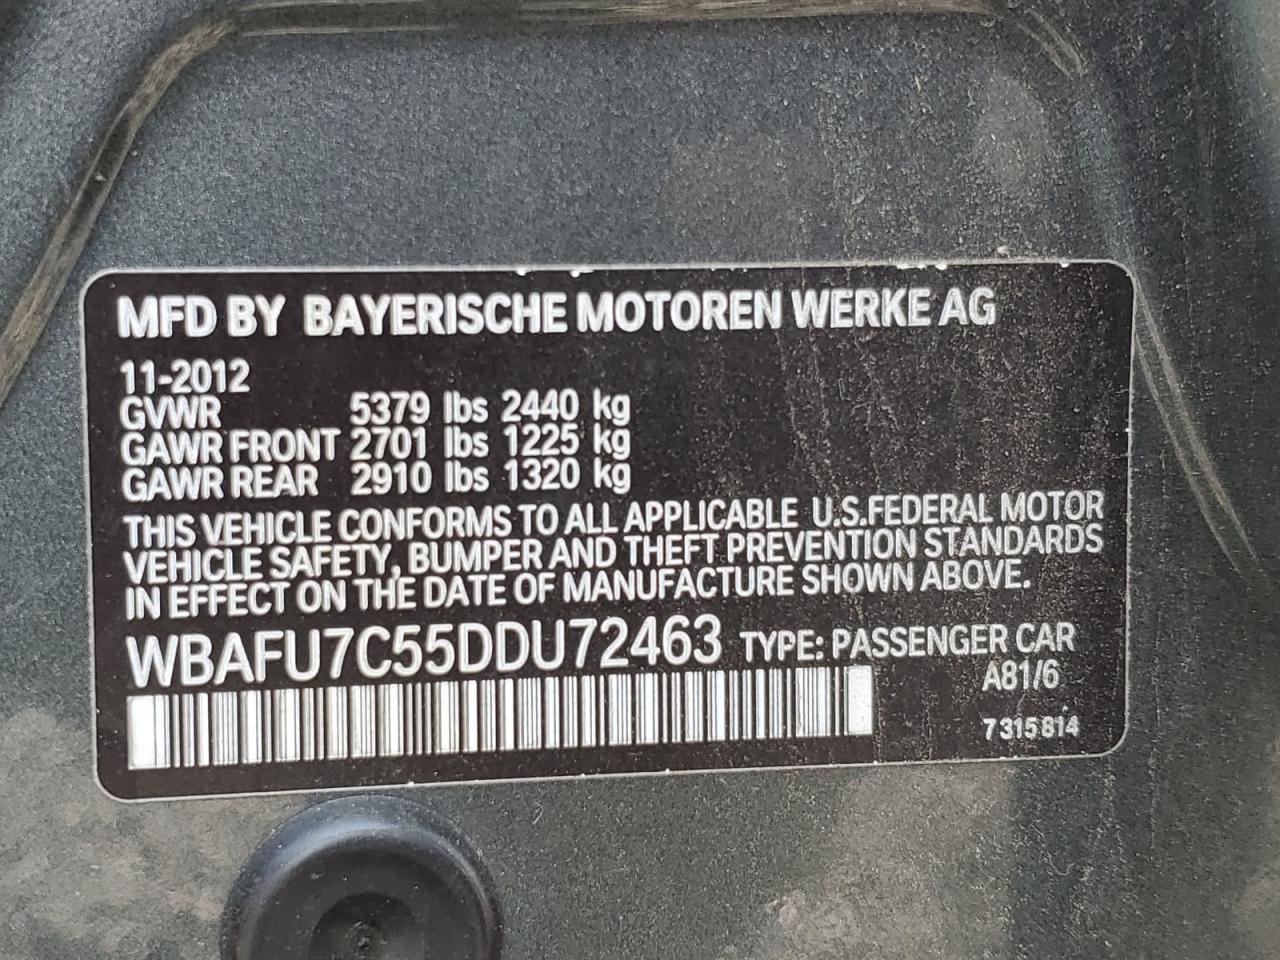 MFD BY BAYERISCHE MOTOREN WERKE AG
11-2012
GVWR 5379 lbs 2440 kg
GAWR FRONT 2701 lbs 1225 kg
GAWR REAR 2910 lbs 1320 kg
THIS VEHICLE CONFORMS TO ALL APPLICABLE U.S.FEDERAL MOTOR
VEHICLE SAFETY, BUMPER AND THEFT PREVENTION STANDARDS
IN EFFECT ON THE DATE OF MANUFACTURE SHOWN ABOVE.
WBAFU7C55DDU72463 TYPE: PASSENGER CAR
A81/6
7315814